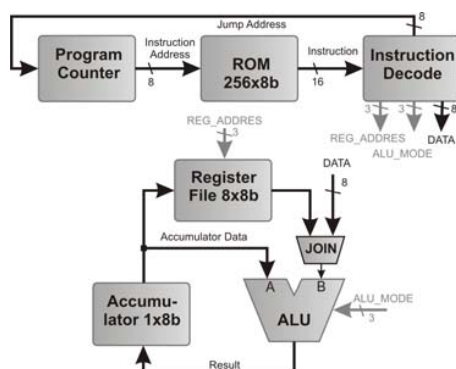 Jump Address
8
Program
Counter
Instruction
Address
8
ROM
256x8b
Instruction
16
Instruction
Decode
3
3
8
REG_ADDRES
ALU_MODE
DATA
REG_ADDRES
3
Register
File 8x8b
DATA
8
JOIN
Accumulator Data
A
B
ALU
ALU_MODE
3
Accumu-
lator 1x8b
Result